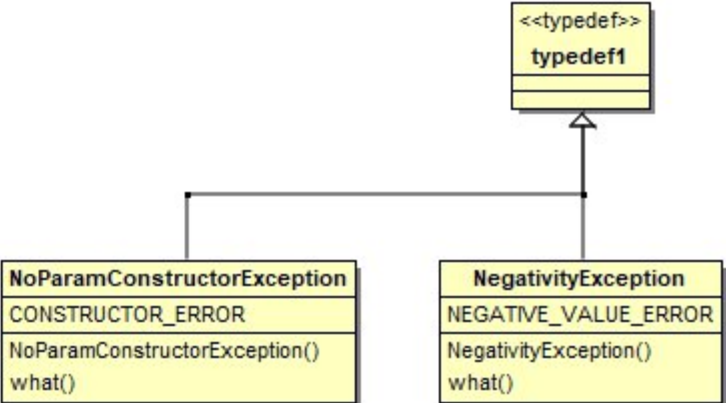 <<typedef>>
typedef1
NoParamConstructorException
CONSTRUCTOR_ERROR
NoParamConstructorException()
what()
NegativityException
NEGATIVE_VALUE_ERROR
NegativityException()
what()